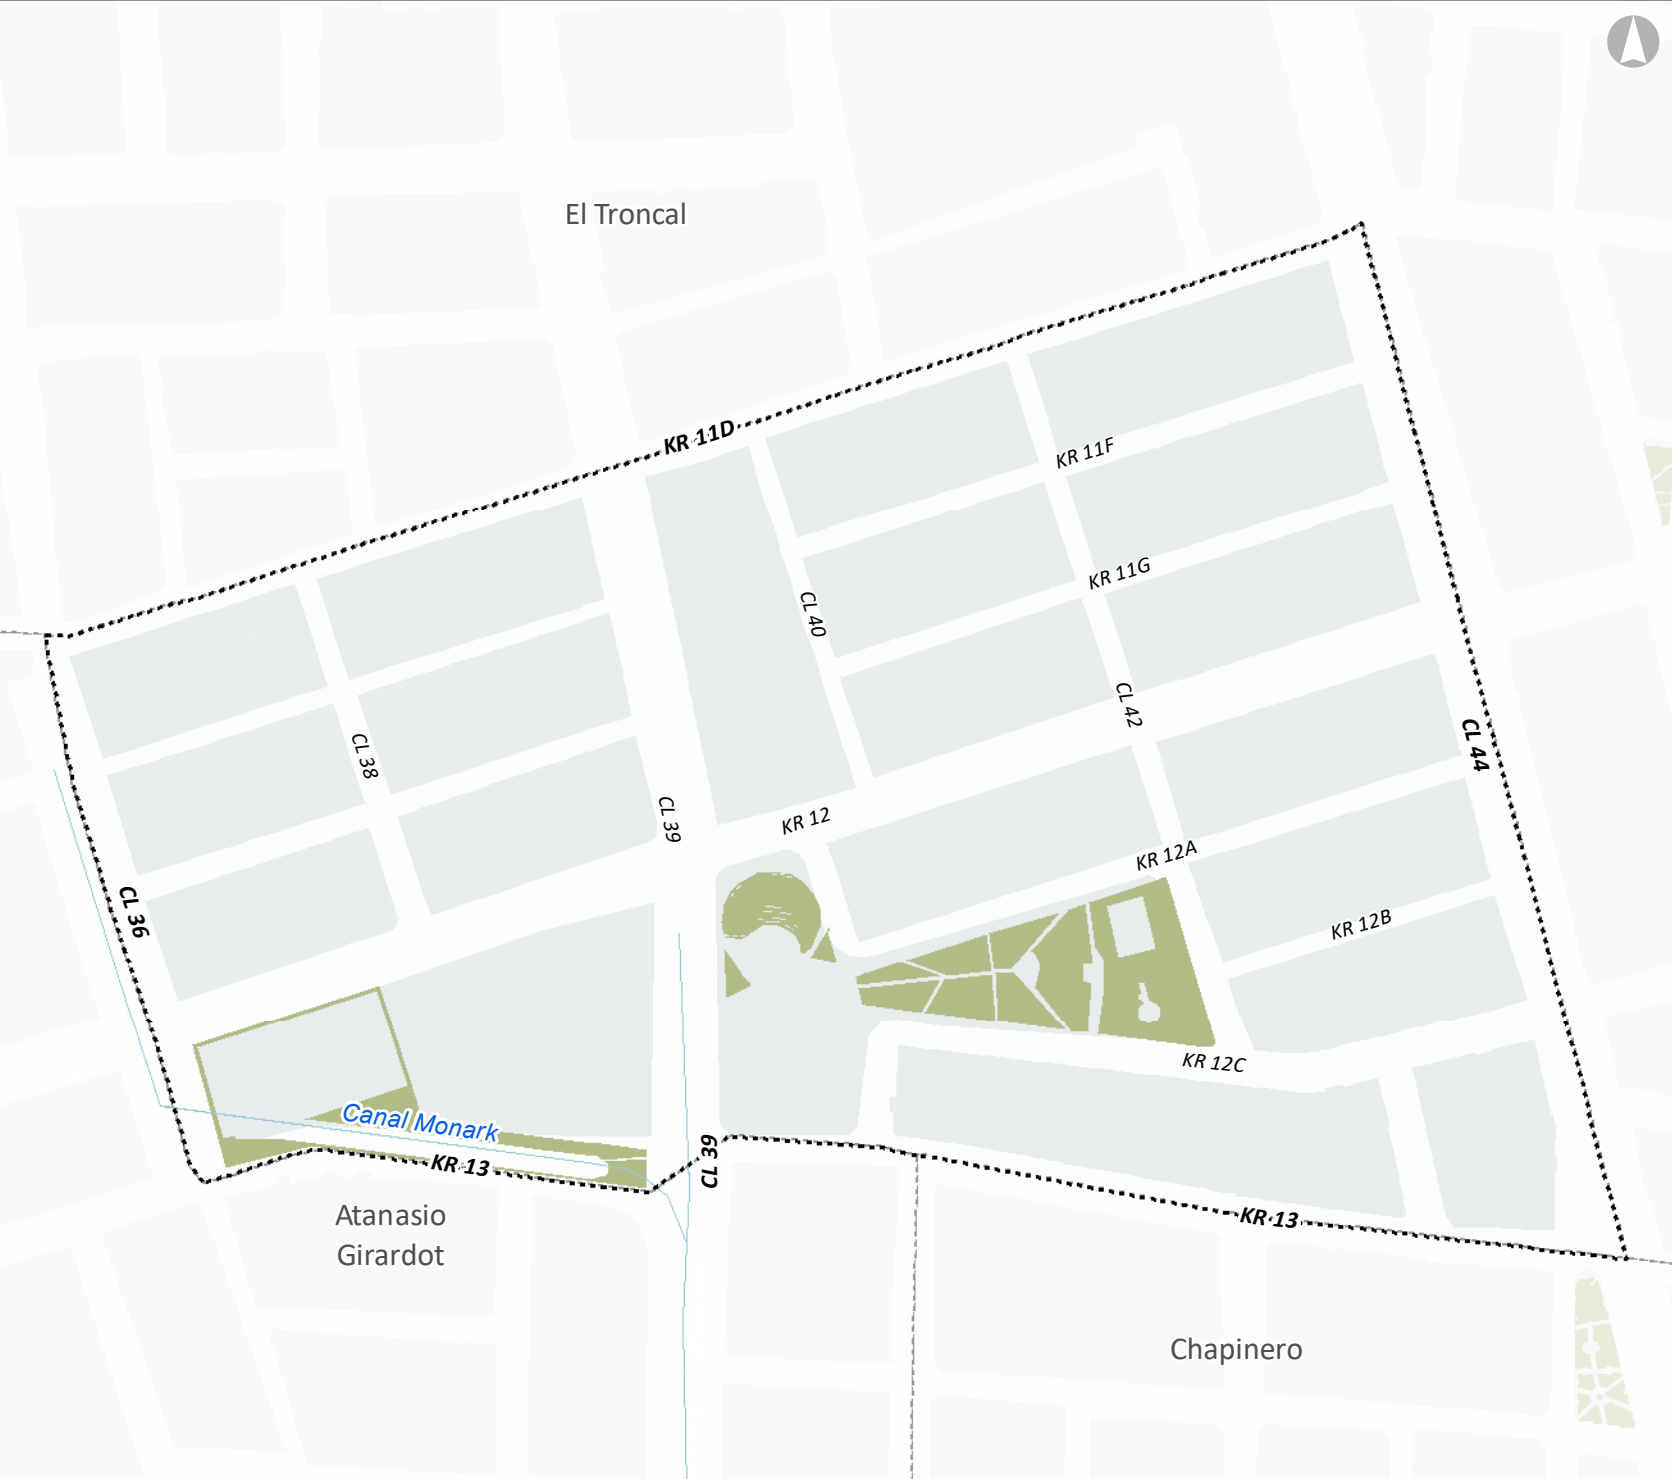 El Troncal
KR 11D
KR 11F
KR 11G
CL 40
CL 42
CL 38
CL 44
CL 39
KR 12
KR 12A
CL 36
KR 12B
KR 12C
Canal Monark
CL 39
KR 13
KR 13
Atanasio
Girardot
Chapinero